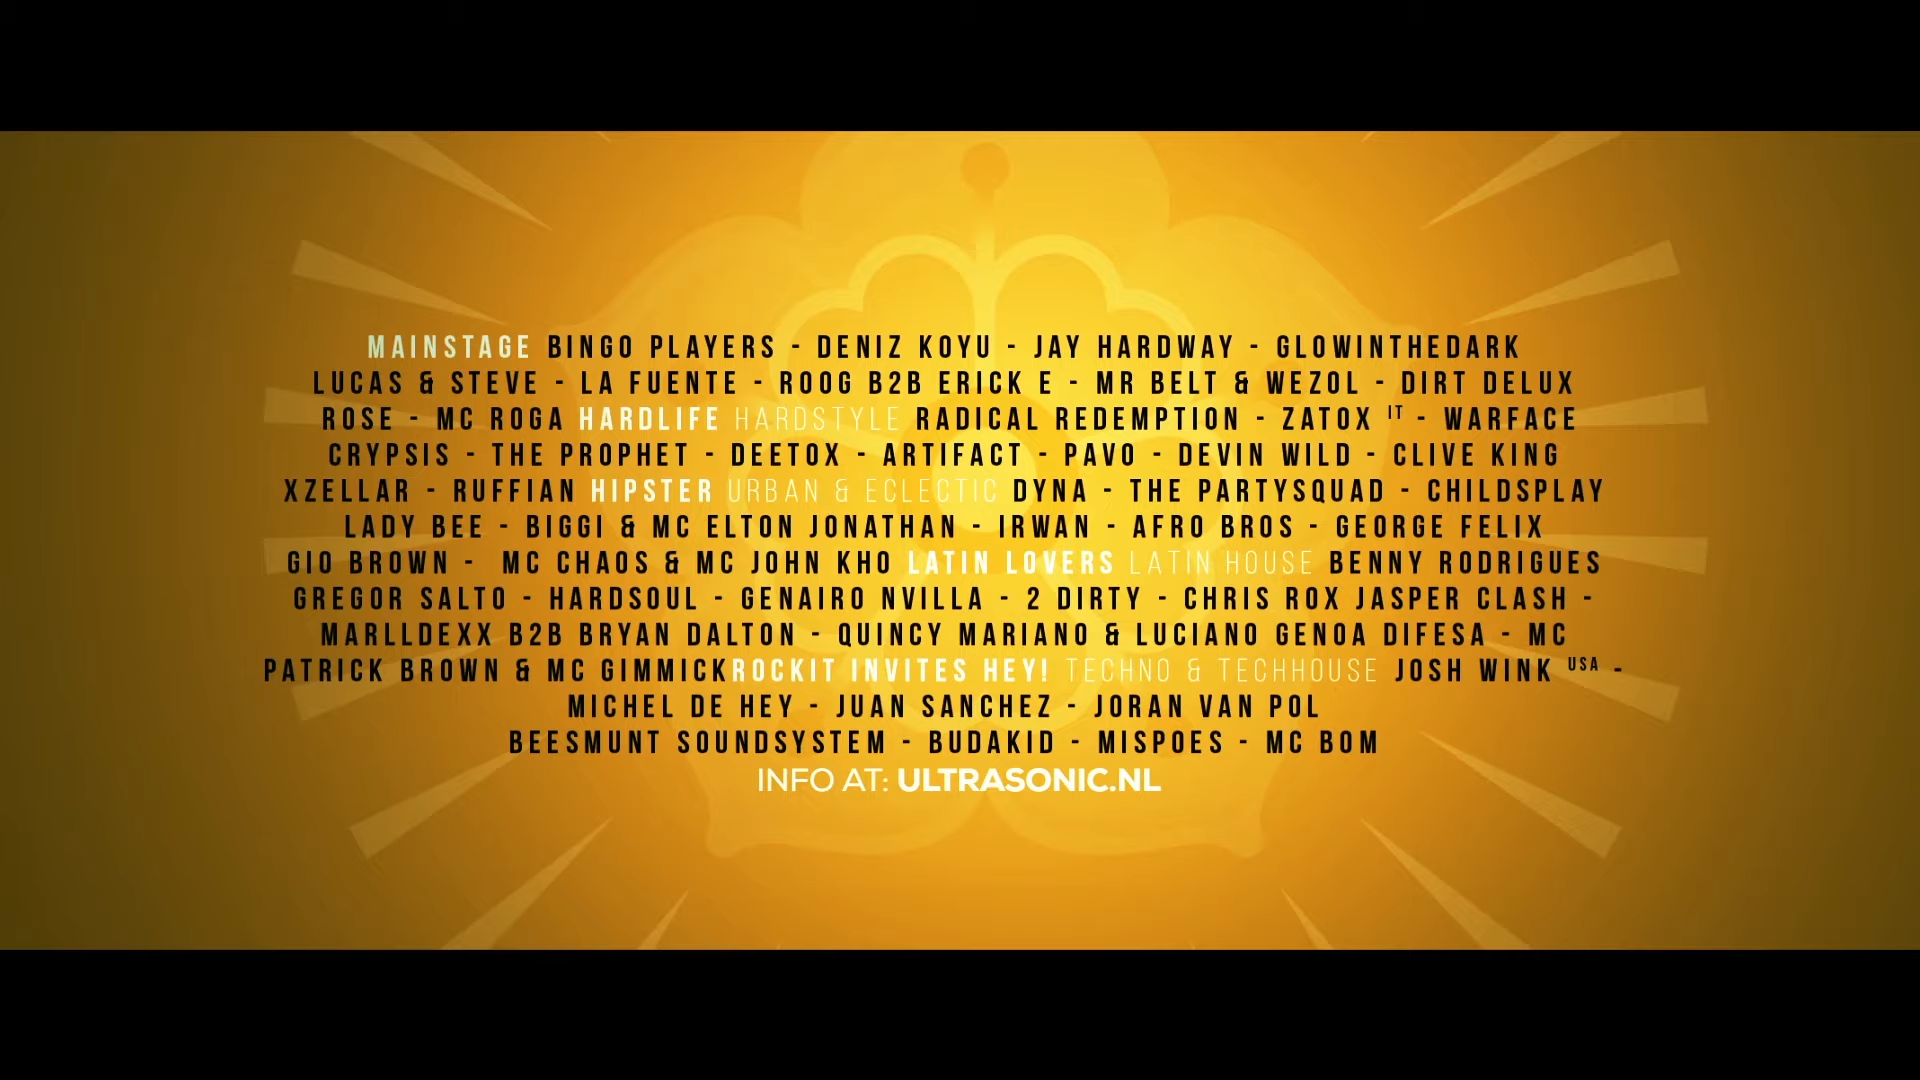 MAINSTAGE BINGO PLAYERS - DENIZ KOYU - JAY HARDWAY - GLOWINTHEDARK
LUCAS & STEVE - LA FUENTE - ROOG B2B ERICK E - MR BELT & WEZOL - DIRT DELUX
ROSE - MC ROGA HARDLIFE HARDSTYLE RADICAL REDEMPTION - ZATOX IT - WARFACE
CRYPSIS - THE PROPHET - DEETOX - ARTIFACT - PAVO - DEVIN WILD - CLIVE KING
XZELLAR - RUFFIAN HIPSTER URBAN & ECLECTIC DYNA - THE PARTYSQUAD - CHILDSPLAY
LADY BEE - BIGGI & MC ELTON JONATHAN - IRWAN - AFRO BROS - GEORGE FELIX
GIO BROWN - MC CHAOS & MC JOHN KHO LATIN LOVERS LATIN HOUSE BENNY RODRIGUES
GREGOR SALTO - HARDSOUL - GENAIRO NVILLA - 2 DIRTY - CHRIS ROX JASPER CLASH -
MARLLDEXX B2B BRYAN DALTON - QUINCY MARIANO & LUCIANO GENOA DIFESA - MC
PATRICK BROWN & MC GIMMICKROCKIT INVITES HEY! TECHNO & TECHHOUSE JOSH WINK USA -
MICHEL DE HEY - JUAN SANCHEZ - JORAN VAN POL
BEESMUNT SOUNDSYSTEM - BUDAKID - MISPOES - MC BOM
INFO AT: ULTRASONIC.NL